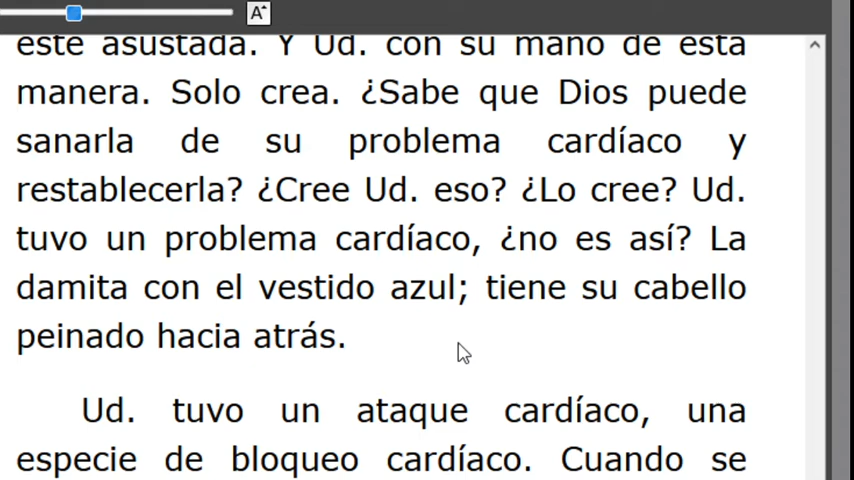 A
este asustada. Y Ud. con su mano de esta
manera. Solo crea. ¿Sabe que Dios puede
sanarla de su problema cardíaco y
restablecerla? ¿Cree Ud. eso? ¿Lo cree? Ud.
tuvo un problema cardíaco, ¿no es así? La
damita con el vestido azul; tiene su cabello
peinado hacia atrás.
Ud. tuvo un ataque cardíaco, una
especie de bloqueo cardíaco. Cuando se